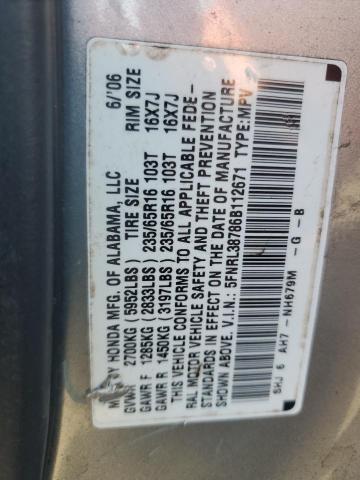 MFD. BY HONDA MFG. OF ALABAMA, LLC 6/'06
GVWR 2700KG (5952LBS) TIRE SIZE RIM SIZE
GAWR F 1285KG (2833LBS) 235/65R16 103T 16X7J
GAWR R 1450KG (3197LBS) 235/65R16 103T 16X7J
THIS VEHICLE CONFORMS TO ALL APPLICABLE FEDE-
RAL MOTOR VEHICLE SAFETY AND THEFT PREVENTION
STANDARDS IN EFFECT ON THE DATE OF MANUFACTURE
SHOWN ABOVE. V.I.N.: 5FNRL38786B112671 TYPE:MPV
SHJ 6 AH7 -NH679M -G -B